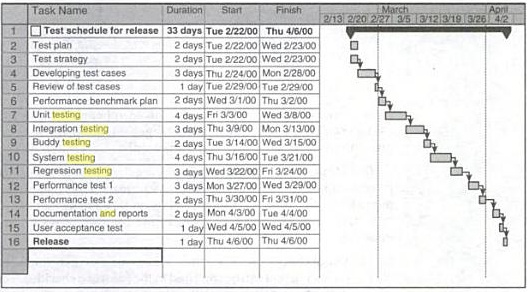 Task Name Duration Start Finish March April
2/13 2/20 2/27 3/5 3/12 3/19 3/26 4/2
1 Test schedule for release 33 days Tue 2/22/00 Thu 4/6/00
2 Test plan 2 days Tue 2/22/00 Wed 2/23/00
3 Test strategy 2 days Tue 2/22/00 Wed 2/23/00
4 Developing test cases 3 days Thu 2/24/00 Mon 2/28/00
5 Review of test cases 1 day Tue 2/29/00 Tue 2/29/00
6 Performance benchmark plan 2 days Wed 3/1/00 Thu 3/2/00
7 Unit testing 4 days Fri 3/3/00 Wed 3/8/00
8 Integration testing 3 days Thu 3/9/00 Mon 3/13/00
9 Buddy testing 2 days Tue 3/14/00 Wed 3/15/00
10 System testing 4 days Thu 3/16/00 Tue 3/21/00
11 Regression testing 3 days Wed 3/22/00 Fri 3/24/00
12 Performance test 1 3 days Mon 3/27/00 Wed 3/29/00
13 Performance test 2 2 days Thu 3/30/00 Fri 3/31/00
14 Documentation and reports 2 days Mon 4/3/00 Tue 4/4/00
15 User acceptance test 1 day Wed 4/5/00 Wed 4/5/00
16 Release 1 day Thu 4/6/00 Thu 4/6/00